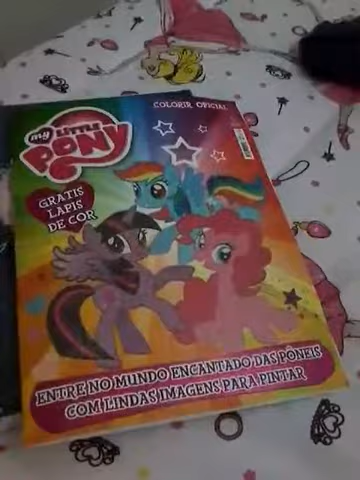 COLORIR OFICIAL
my LITTLE
PONY
GRATIS
LAPIS
DE COR
ENTRE NO MUNDO ENCANTADO DAS PÔNEIS
COM LINDAS IMAGENS PARA PINTAR